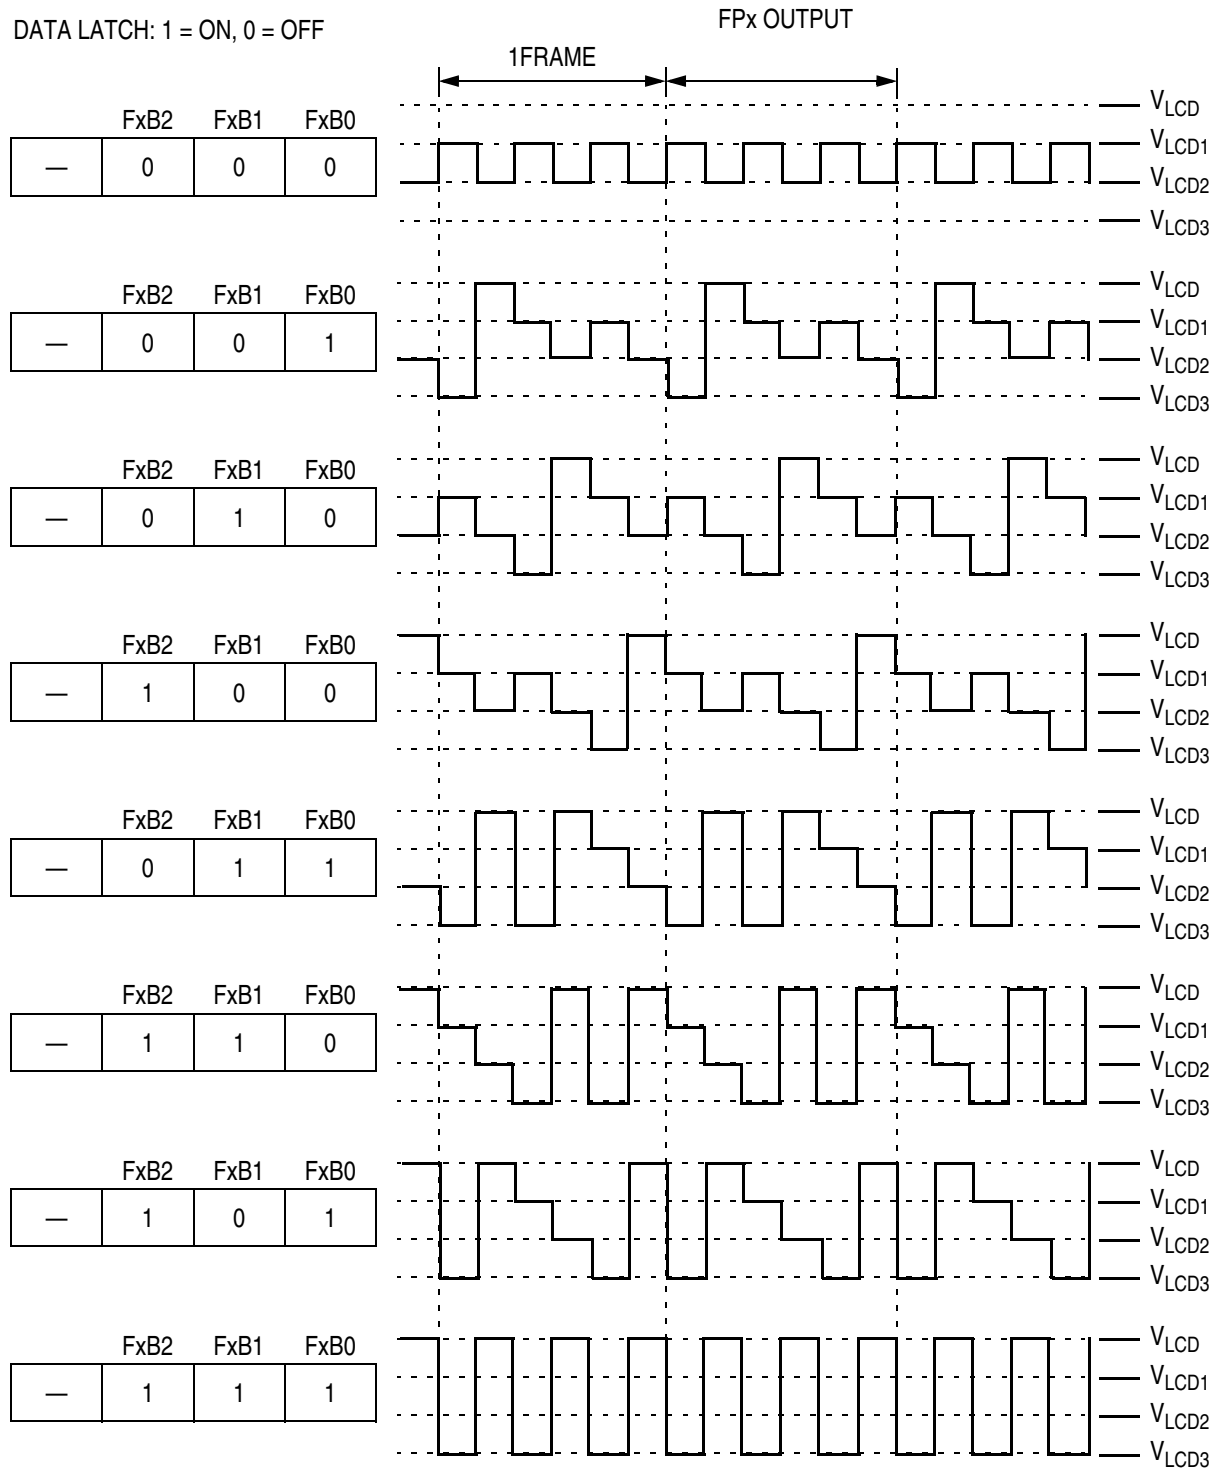 DATA LATCH: 1 = ON, 0 = OFF
FPx OUTPUT
1FRAME
FxB2 FxB1 FxB0
— 0 0 0
VLCD
VLCD1
VLCD2
VLCD3
FxB2 FxB1 FxB0
— 0 0 1
VLCD
VLCD1
VLCD2
VLCD3
FxB2 FxB1 FxB0
— 0 1 0
VLCD
VLCD1
VLCD2
VLCD3
FxB2 FxB1 FxB0
— 1 0 0
VLCD
VLCD1
VLCD2
VLCD3
FxB2 FxB1 FxB0
— 0 1 1
VLCD
VLCD1
VLCD2
VLCD3
FxB2 FxB1 FxB0
— 1 1 0
VLCD
VLCD1
VLCD2
VLCD3
FxB2 FxB1 FxB0
— 1 0 1
VLCD
VLCD1
VLCD2
VLCD3
FxB2 FxB1 FxB0
— 1 1 1
VLCD
VLCD1
VLCD2
VLCD3